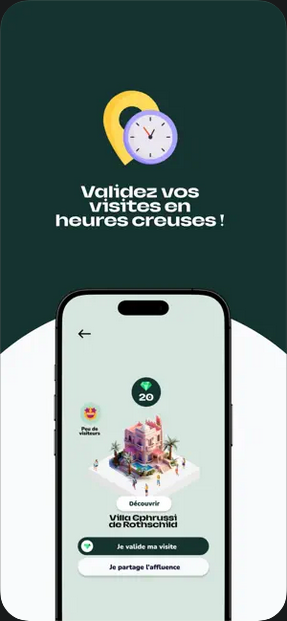 Validez vos
visites en
heures creuses !
20
Peu de
visiteurs
Découvrir
Villa Ephrussi
de Rothschild
Je valide ma visite
Je partage l'affluence